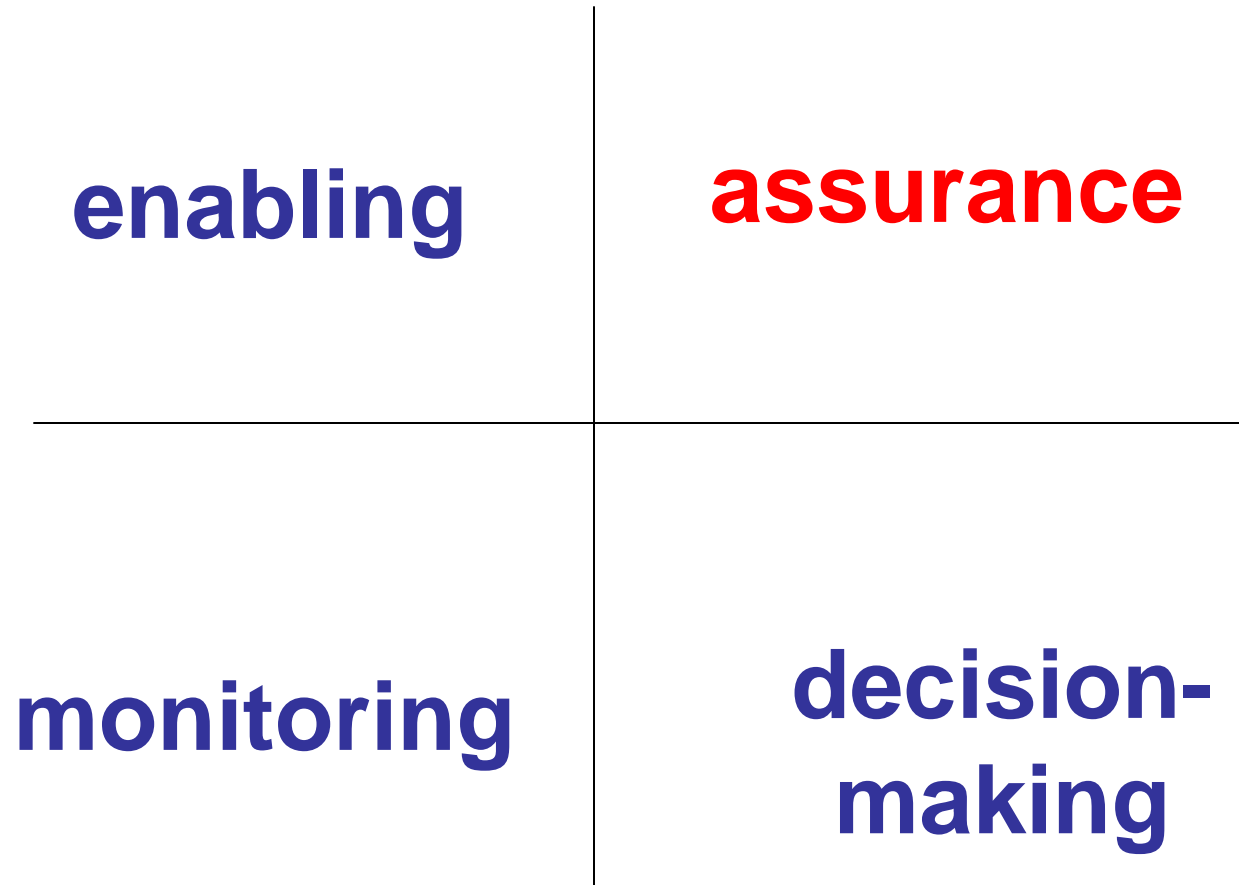 enabling
assurance
monitoring
decision-
making